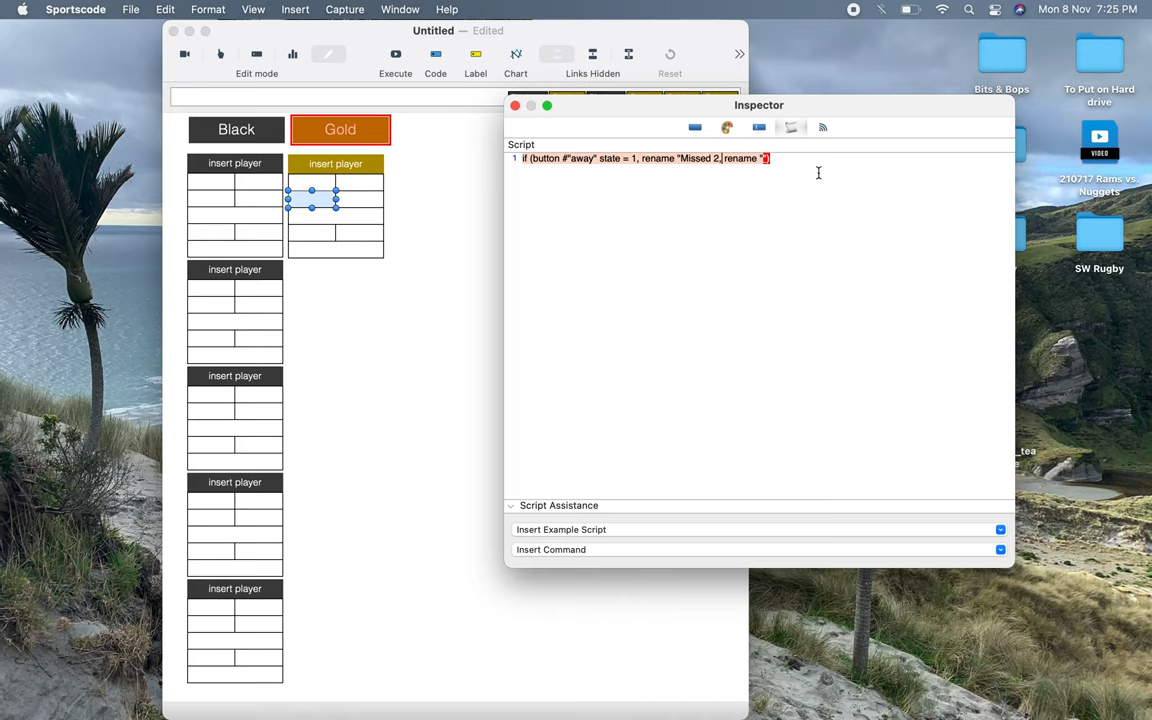 Sportscode File Edit Format View Insert Capture Window Help Mon 8 Nov 7:25 PM
Untitled — Edited
Edit mode Execute Code Label Chart Links Hidden Reset
Black Gold
insert player insert player
insert player
insert player
insert player
insert player
Inspector
Script
1 if (button #"away" state = 1, rename "Missed 2, rename "")
Script Assistance
Insert Example Script
Insert Command
Bits & Bops
To Put on Hard
drive
VIDEO
210717 Rams vs.
Nuggets
SW Rugby